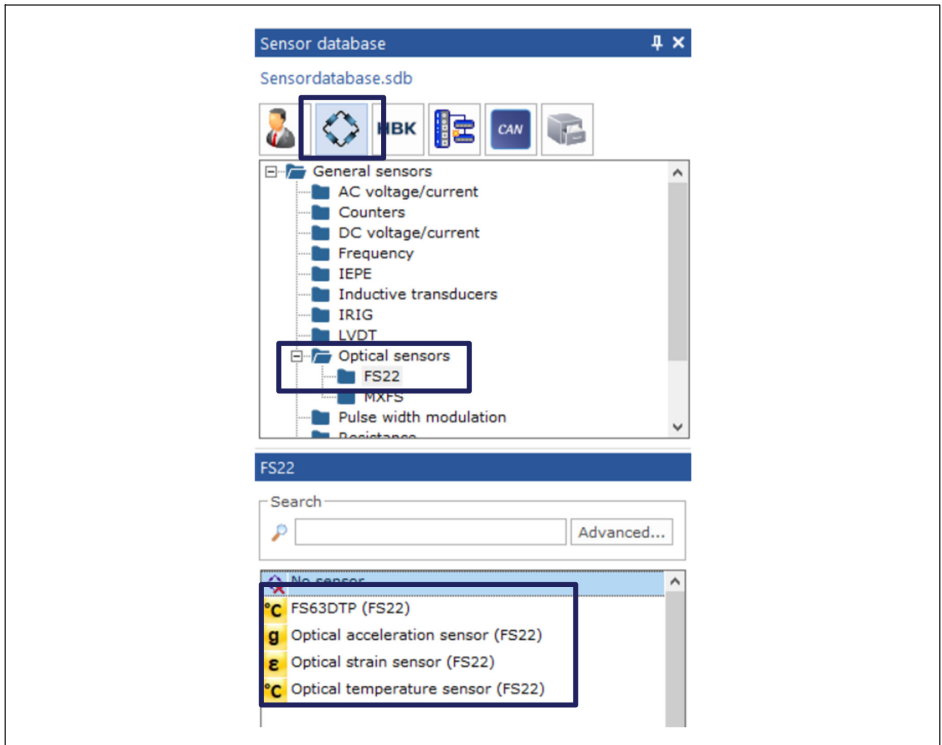 Sensor database
Sensordatabase.sdb
HBK
CAN
General sensors
AC voltage/current
Counters
DC voltage/current
Frequency
IEPE
Inductive transducers
IRIG
LVDT
Optical sensors
FS22
MXFS
Pulse width modulation
Resistance
FS22
Search
Advanced...
No sensor
°C FS63DTP (FS22)
g Optical acceleration sensor (FS22)
ε Optical strain sensor (FS22)
°C Optical temperature sensor (FS22)